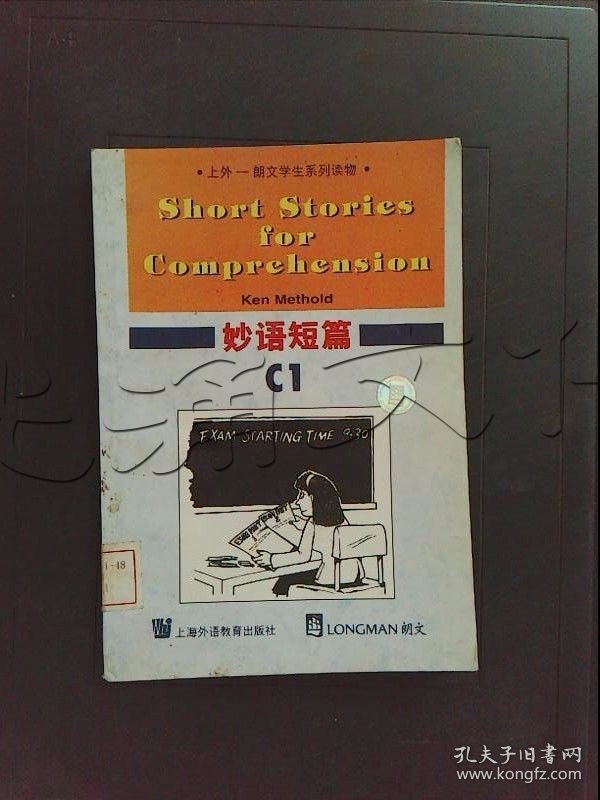 • 上外一朗文学生系列读物 •
Short Stories
for
Comprehension
Ken Methold
妙语短篇
C1
EXAM STARTING TIME 9.30
-48
上海外语教育出版社
LONGMAN 朗文
孔夫子旧书网
www.kongfz.com